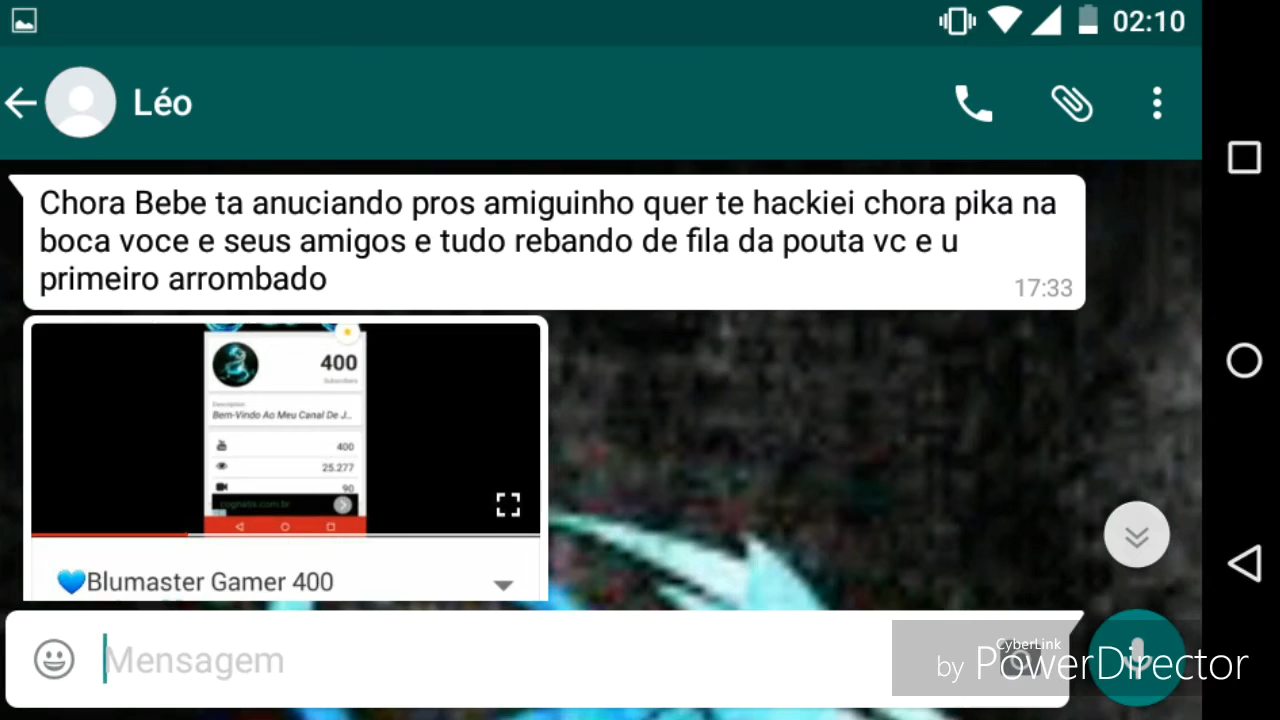 02:10
Léo
Chora Bebe ta anuciando pros amiguinho quer te hackiei chora pika na
boca voce e seus amigos e tudo rebando de fila da pouta vc e u
primeiro arrombado
17:33
400
Subscribers
Description
Bem-Vindo Ao Meu Canal De J...
400
25.277
90
💙Blumaster Gamer 400
Mensagem
CyberLink
by PowerDirector